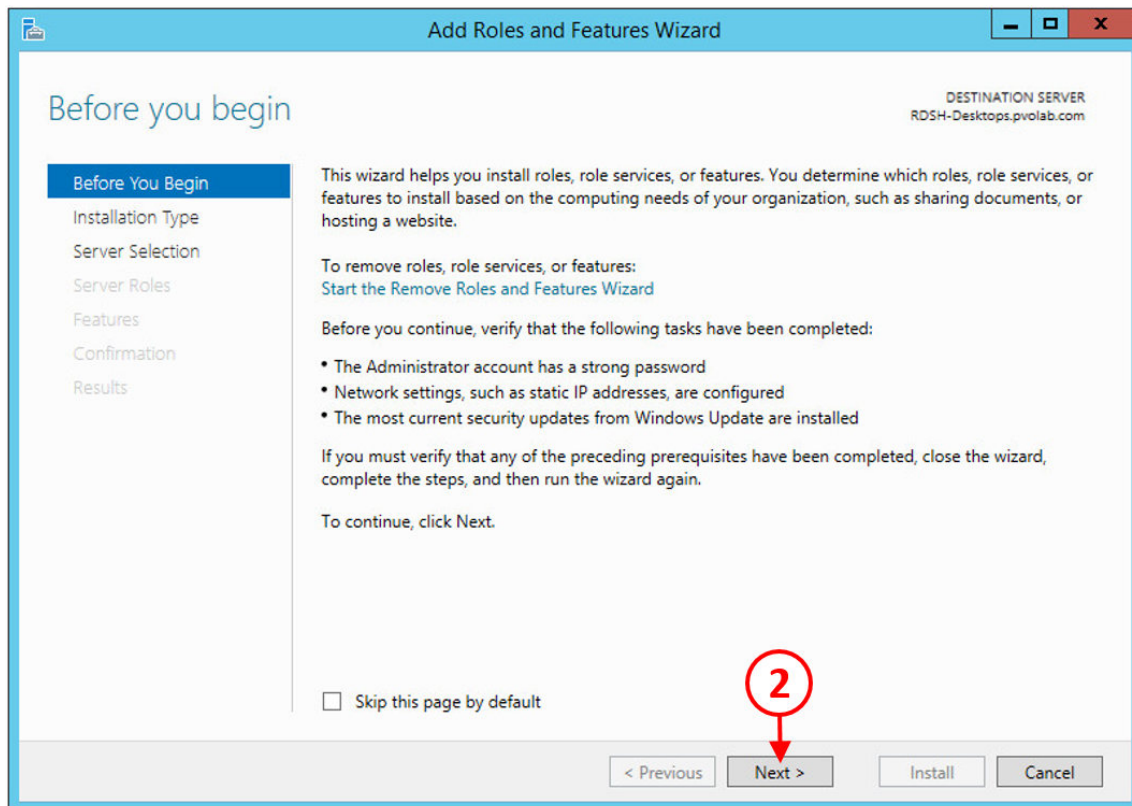 Add Roles and Features Wizard
Before you begin
DESTINATION SERVER
RDSH-Desktops.pvolab.com
Before You Begin
Installation Type
Server Selection
Server Roles
Features
Confirmation
Results
This wizard helps you install roles, role services, or features. You determine which roles, role services, or
features to install based on the computing needs of your organization, such as sharing documents, or
hosting a website.
To remove roles, role services, or features:
Start the Remove Roles and Features Wizard
Before you continue, verify that the following tasks have been completed:
• The Administrator account has a strong password
• Network settings, such as static IP addresses, are configured
• The most current security updates from Windows Update are installed
If you must verify that any of the preceding prerequisites have been completed, close the wizard,
complete the steps, and then run the wizard again.
To continue, click Next.
Skip this page by default
2
< Previous
Next >
Install
Cancel